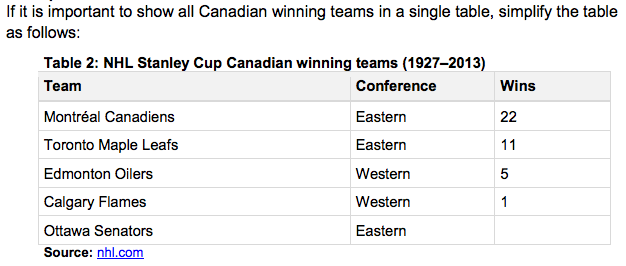 If it is important to show all Canadian winning teams in a single table, simplify the table
as follows:
Table 2: NHL Stanley Cup Canadian winning teams (1927–2013)
Team Conference Wins
Montréal Canadiens Eastern 22
Toronto Maple Leafs Eastern 11
Edmonton Oilers Western 5
Calgary Flames Western 1
Ottawa Senators Eastern
Source: nhl.com